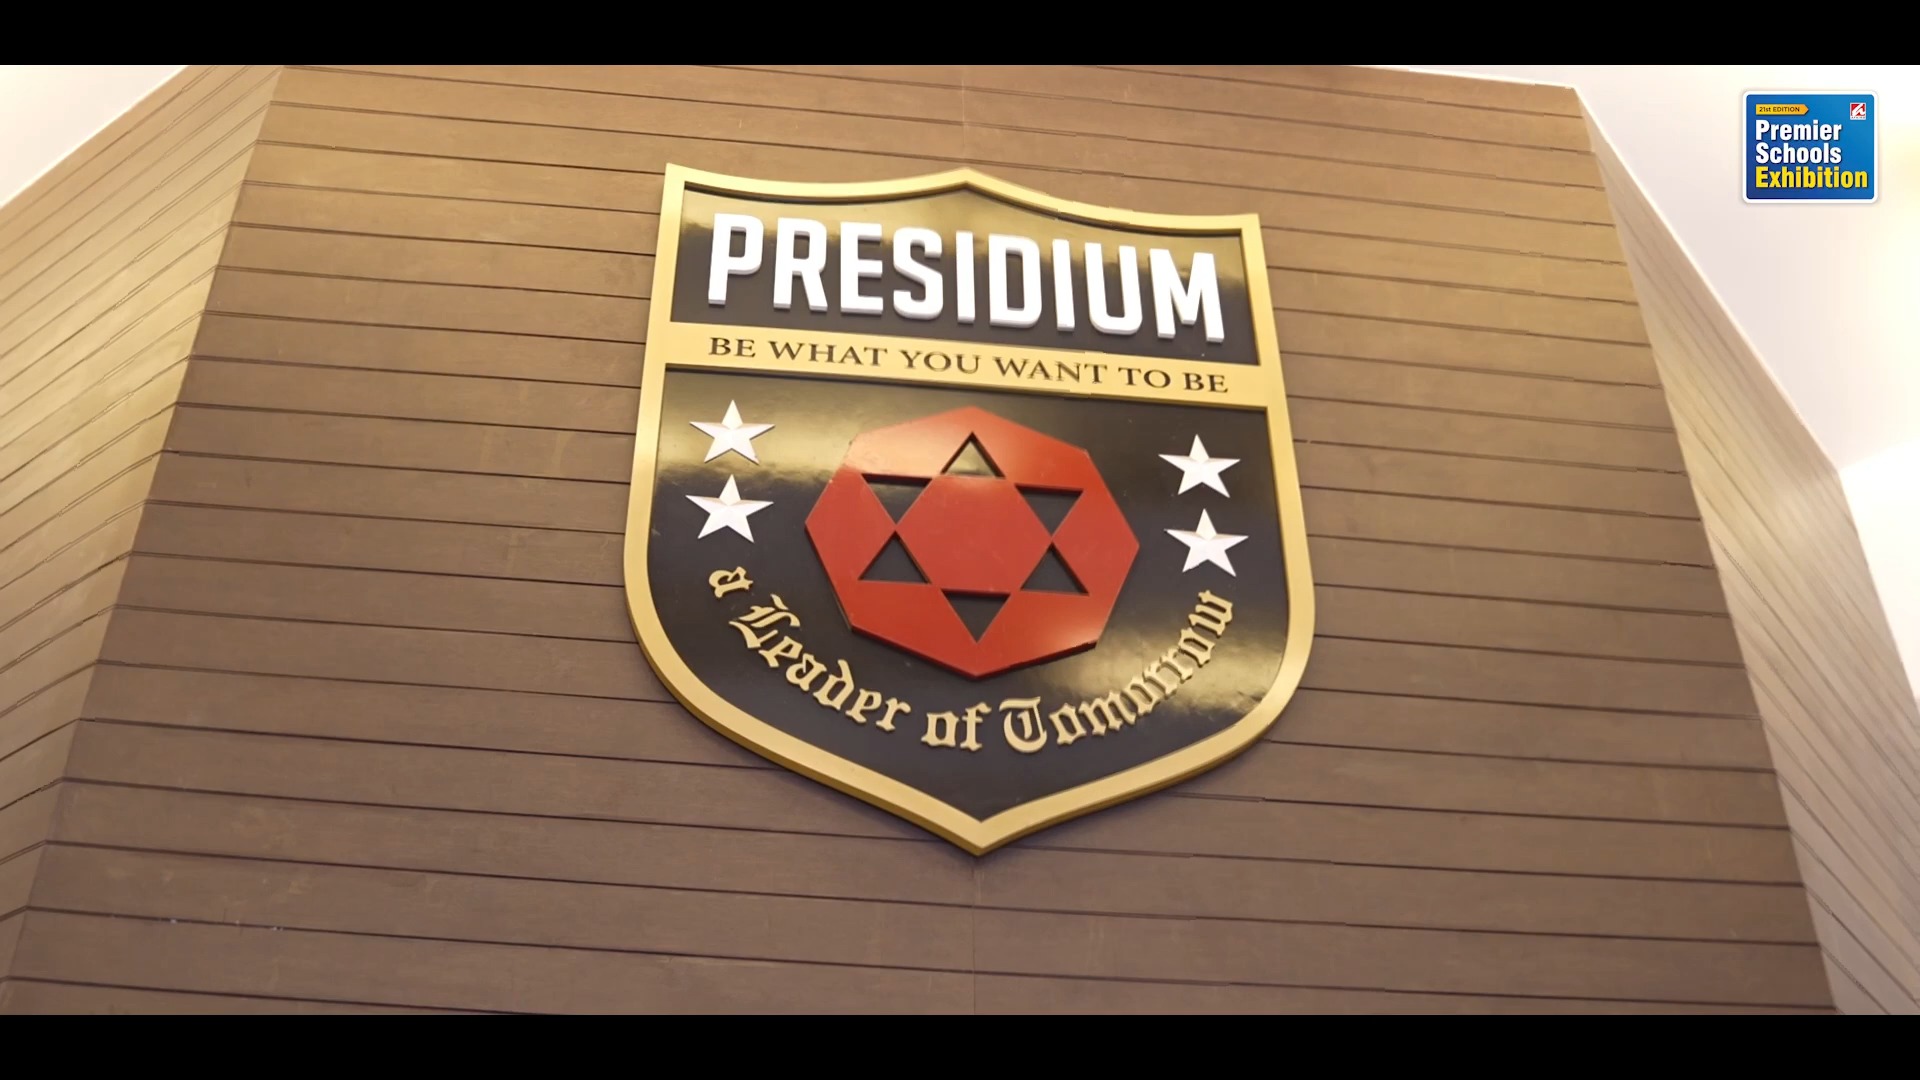 PRESIDIUM
BE WHAT YOU WANT TO BE
a Leader of Tomorrow
21st EDITION
Premier
Schools
Exhibition